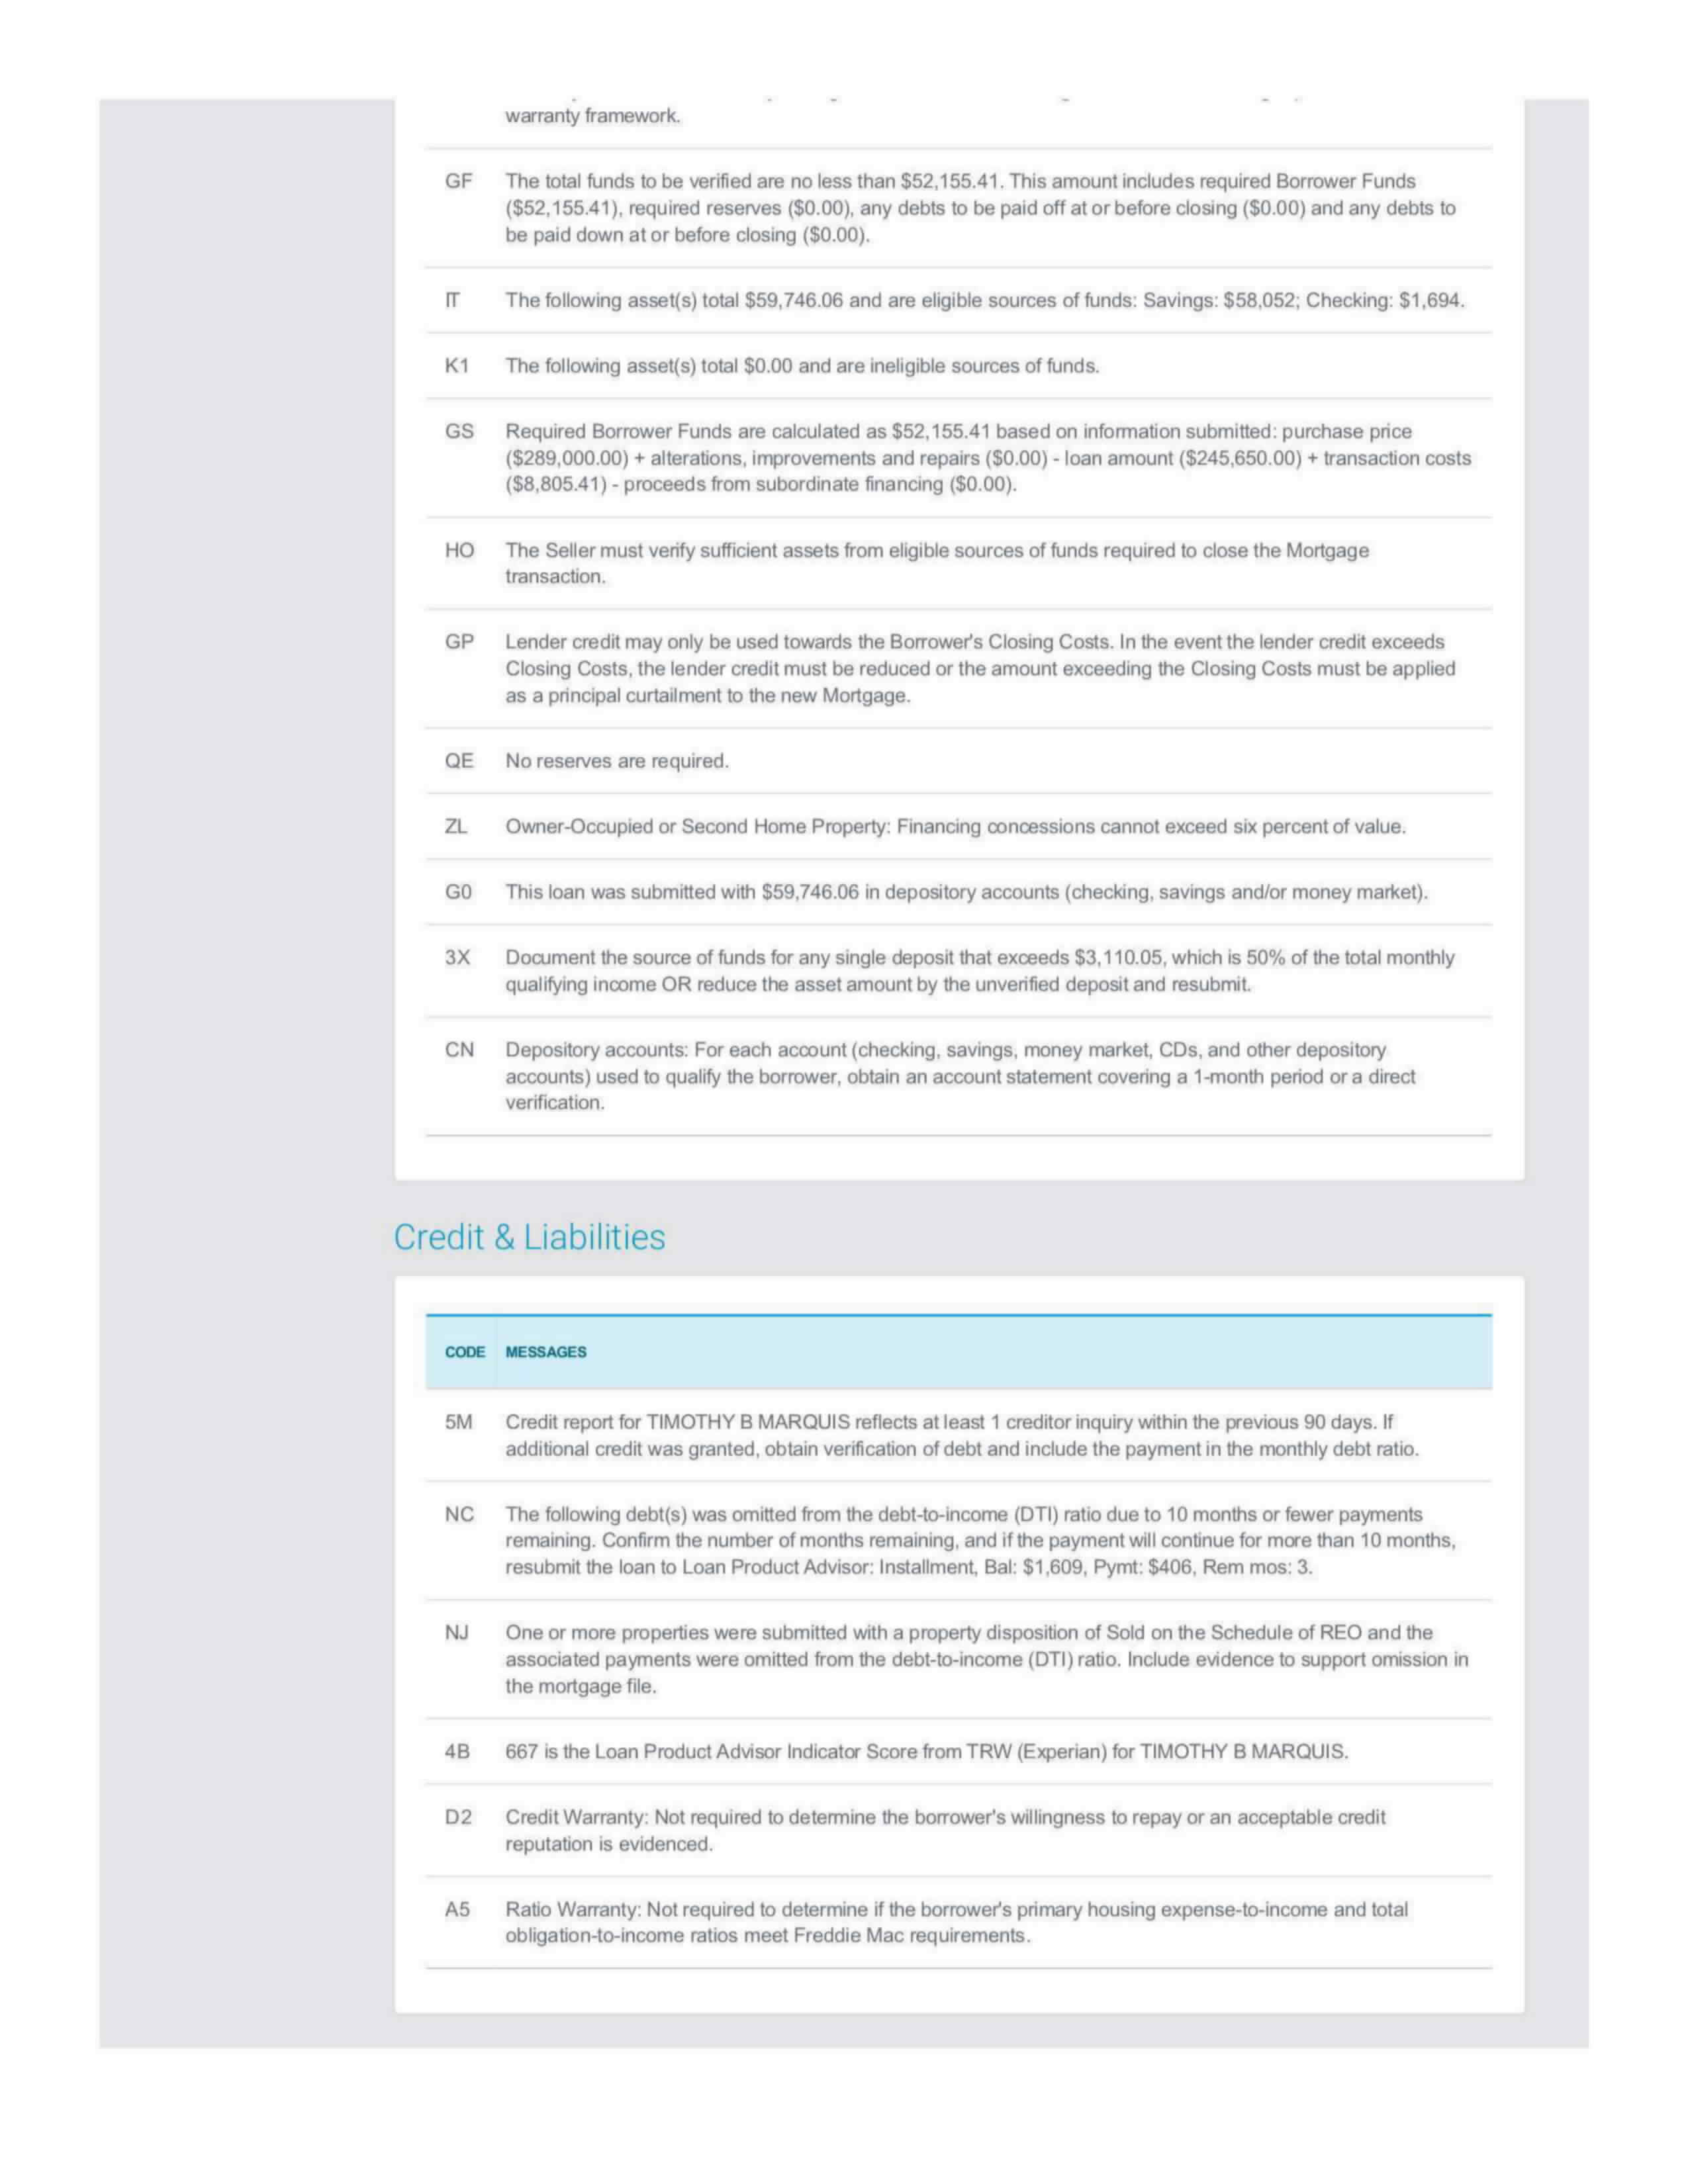 warranty framework.
GF The total funds to be verified are no less than $52,155.41. This amount includes required Borrower Funds
($52,155.41), required reserves ($0.00), any debts to be paid off at or before closing ($0.00) and any debts to
be paid down at or before closing ($0.00).
IT The following asset(s) total $59,746.06 and are eligible sources of funds: Savings: $58,052; Checking: $1,694.
K1 The following asset(s) total $0.00 and are ineligible sources of funds.
GS Required Borrower Funds are calculated as $52,155.41 based on information submitted: purchase price
($289,000.00) + alterations, improvements and repairs ($0.00) - loan amount ($245,650.00) + transaction costs
($8,805.41) - proceeds from subordinate financing ($0.00).
HO The Seller must verify sufficient assets from eligible sources of funds required to close the Mortgage
transaction.
GP Lender credit may only be used towards the Borrower's Closing Costs. In the event the lender credit exceeds
Closing Costs, the lender credit must be reduced or the amount exceeding the Closing Costs must be applied
as a principal curtailment to the new Mortgage.
QE No reserves are required.
ZL Owner-Occupied or Second Home Property: Financing concessions cannot exceed six percent of value.
G0 This loan was submitted with $59,746.06 in depository accounts (checking, savings and/or money market).
3X Document the source of funds for any single deposit that exceeds $3,110.05, which is 50% of the total monthly
qualifying income OR reduce the asset amount by the unverified deposit and resubmit.
CN Depository accounts: For each account (checking, savings, money market, CDs, and other depository
accounts) used to qualify the borrower, obtain an account statement covering a 1-month period or a direct
verification.
Credit & Liabilities
CODE MESSAGES
5M Credit report for TIMOTHY B MARQUIS reflects at least 1 creditor inquiry within the previous 90 days. If
additional credit was granted, obtain verification of debt and include the payment in the monthly debt ratio.
NC The following debt(s) was omitted from the debt-to-income (DTI) ratio due to 10 months or fewer payments
remaining. Confirm the number of months remaining, and if the payment will continue for more than 10 months,
resubmit the loan to Loan Product Advisor: Installment, Bal: $1,609, Pymt: $406, Rem mos: 3.
NJ One or more properties were submitted with a property disposition of Sold on the Schedule of REO and the
associated payments were omitted from the debt-to-income (DTI) ratio. Include evidence to support omission in
the mortgage file.
4B 667 is the Loan Product Advisor Indicator Score from TRW (Experian) for TIMOTHY B MARQUIS.
D2 Credit Warranty: Not required to determine the borrower's willingness to repay or an acceptable credit
reputation is evidenced.
A5 Ratio Warranty: Not required to determine if the borrower's primary housing expense-to-income and total
obligation-to-income ratios meet Freddie Mac requirements.